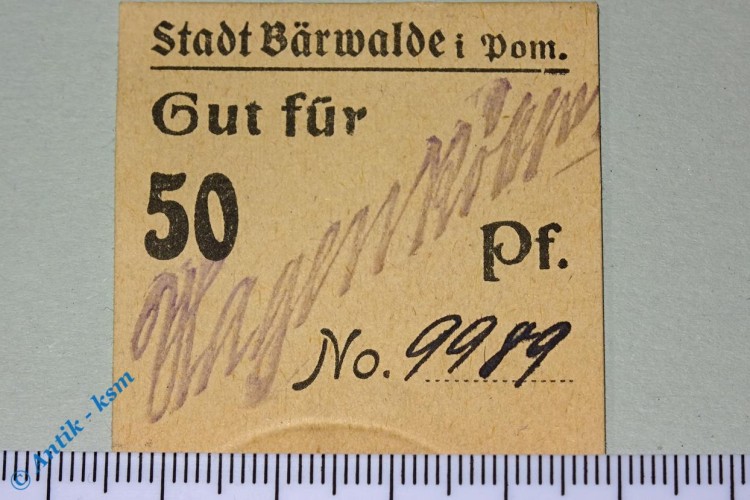 Stadt Bärwalde i Pom.
Gut für
50 Pf.
No. 9989
© Antik - ksm